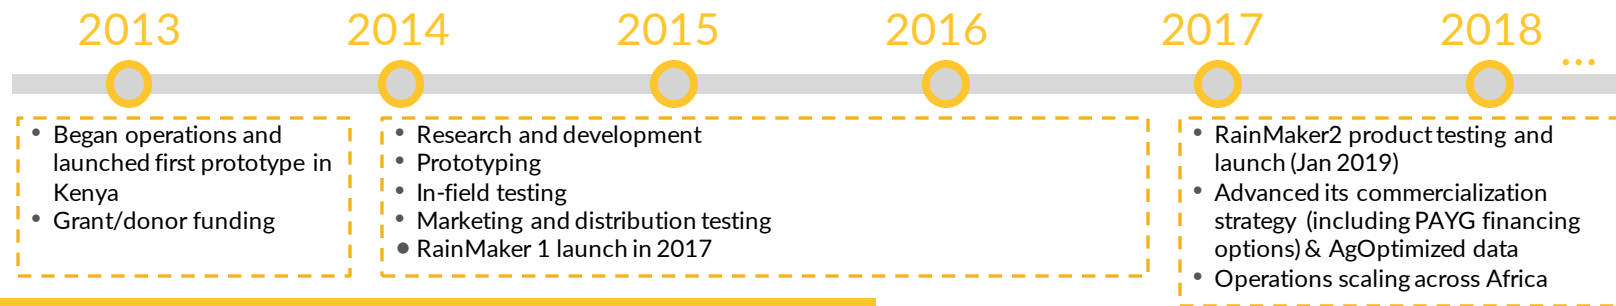 2013 2014 2015 2016 2017 2018 ...
• Began operations and
launched first prototype in
Kenya
• Grant/donor funding
• Research and development
• Prototyping
• In-field testing
• Marketing and distribution testing
• RainMaker 1 launch in 2017
• RainMaker2 product testing and
launch (Jan 2019)
• Advanced its commercialization
strategy (including PAYG financing
options) & AgOptimized data
• Operations scaling across Africa